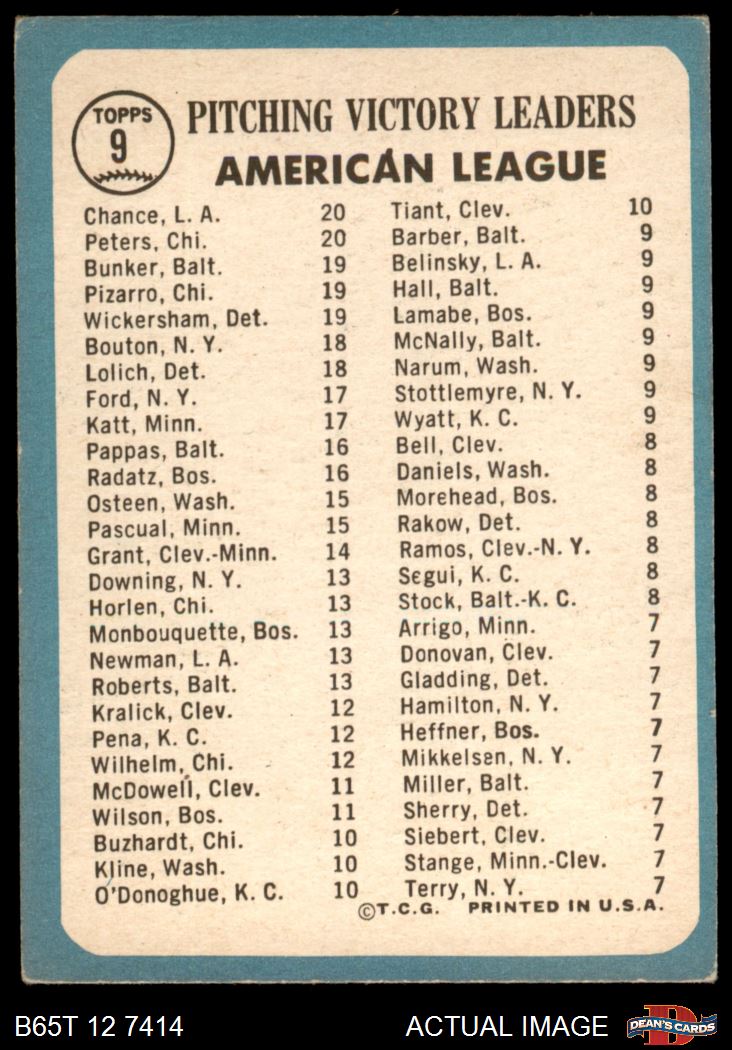 TOPPS
9
PITCHING VICTORY LEADERS
AMERICAN LEAGUE
Chance, L. A. 20
Peters, Chi. 20
Bunker, Balt. 19
Pizarro, Chi. 19
Wickersham, Det. 19
Bouton, N. Y. 18
Lolich, Det. 18
Ford, N. Y. 17
Katt, Minn. 17
Pappas, Balt. 16
Radatz, Bos. 16
Osteen, Wash. 15
Pascual, Minn. 15
Grant, Clev.-Minn. 14
Downing, N. Y. 13
Horlen, Chi. 13
Monbouquette, Bos. 13
Newman, L. A. 13
Roberts, Balt. 13
Kralick, Clev. 12
Pena, K. C. 12
Wilhelm, Chi. 12
McDowell, Clev. 11
Wilson, Bos. 11
Buzhardt, Chi. 10
Kline, Wash. 10
O'Donoghue, K. C. 10
Tiant, Clev. 10
Barber, Balt. 9
Belinsky, L. A. 9
Hall, Balt. 9
Lamabe, Bos. 9
McNally, Balt. 9
Narum, Wash. 9
Stottlemyre, N. Y. 9
Wyatt, K. C. 9
Bell, Clev. 8
Daniels, Wash. 8
Morehead, Bos. 8
Rakow, Det. 8
Ramos, Clev.-N. Y. 8
Segui, K. C. 8
Stock, Balt.-K. C. 8
Arrigo, Minn. 7
Donovan, Clev. 7
Gladding, Det. 7
Hamilton, N. Y. 7
Heffner, Bos. 7
Mikkelsen, N. Y. 7
Miller, Balt. 7
Sherry, Det. 7
Siebert, Clev. 7
Stange, Minn.-Clev. 7
Terry, N. Y. 7
©T.C.G. PRINTED IN U.S.A.
B65T 12 7414 ACTUAL IMAGE
D
DEAN'S CARDS